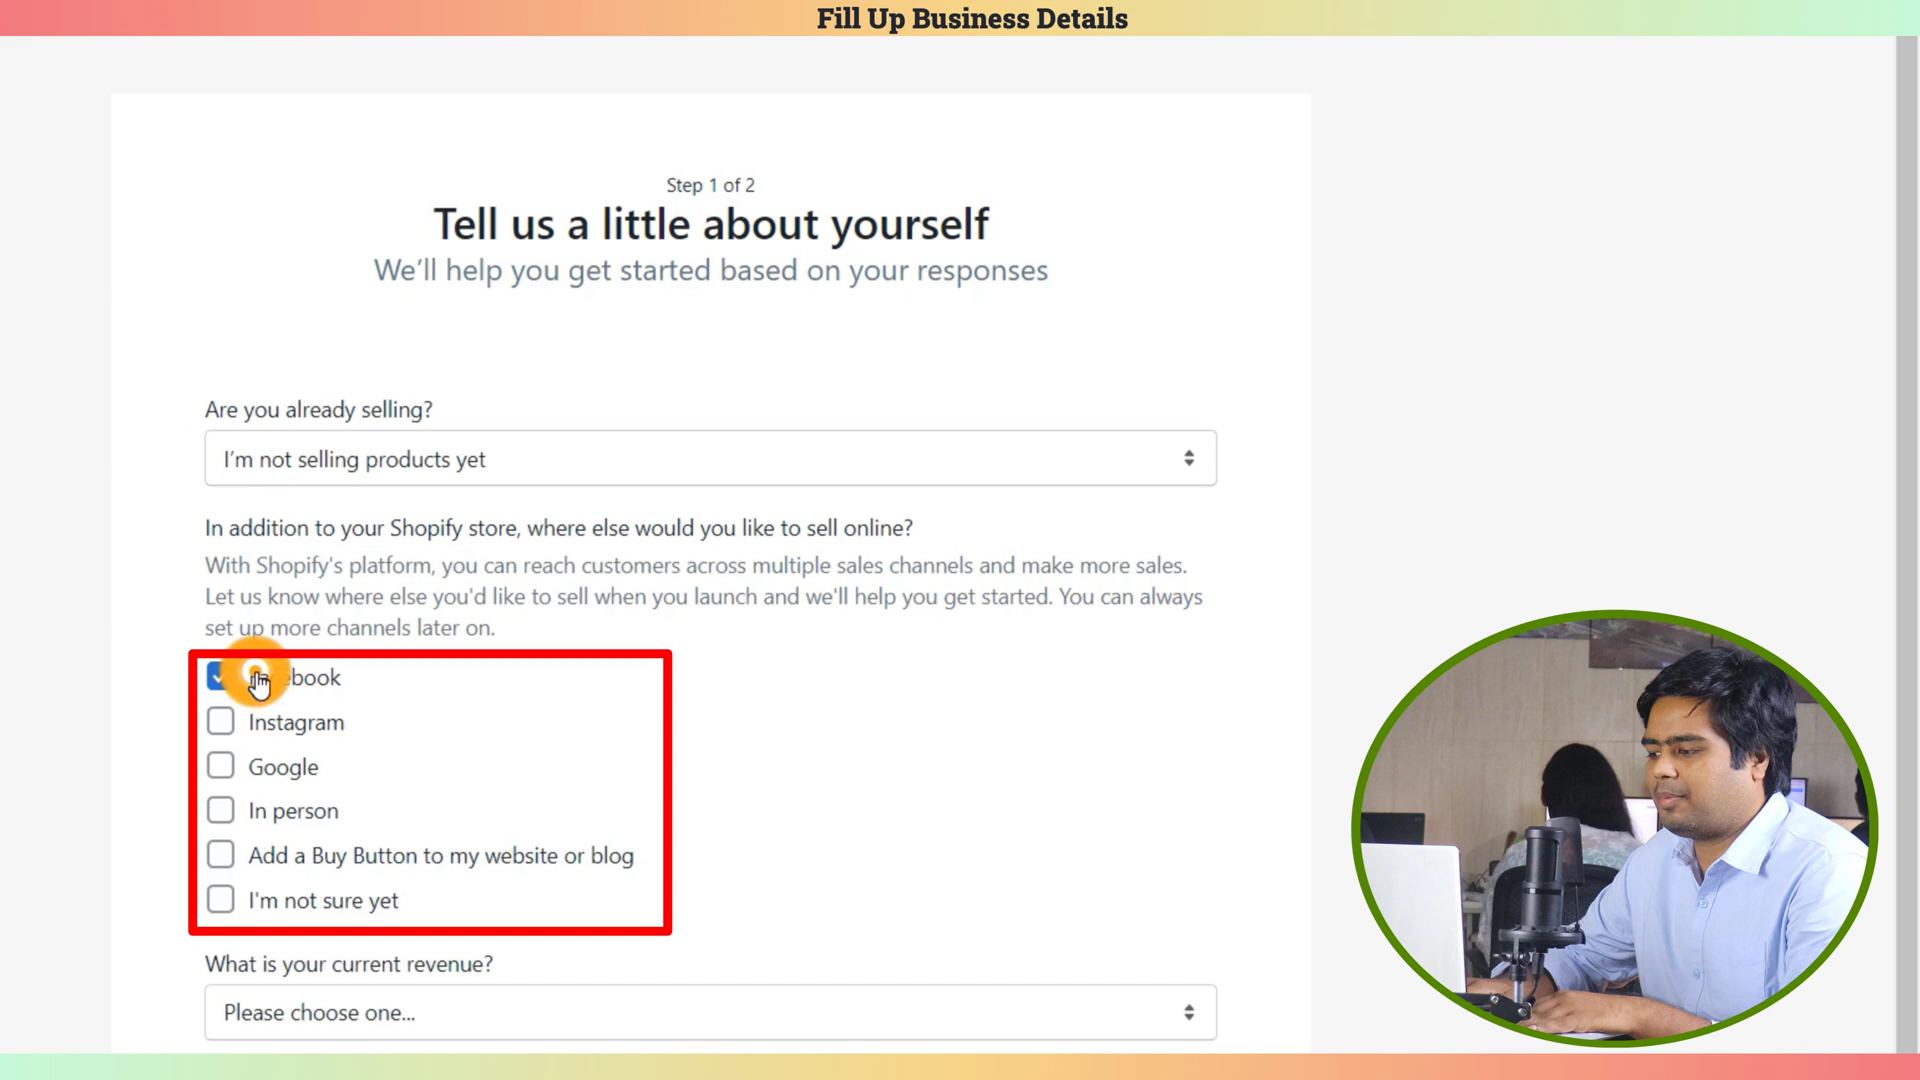 Fill Up Business Details
Step 1 of 2
Tell us a little about yourself
We'll help you get started based on your responses
Are you already selling?
I'm not selling products yet
In addition to your Shopify store, where else would you like to sell online?
With Shopify's platform, you can reach customers across multiple sales channels and make more sales.
Let us know where else you'd like to sell when you launch and we'll help you get started. You can always
set up more channels later on.
ebook
Instagram
Google
In person
Add a Buy Button to my website or blog
I'm not sure yet
What is your current revenue?
Please choose one...